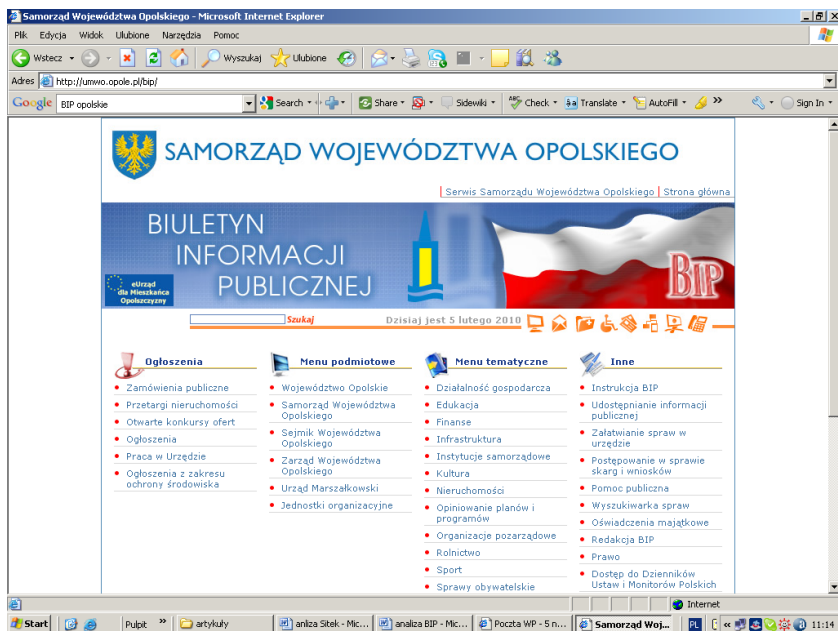 Samorząd Województwa Opolskiego - Microsoft Internet Explorer
Plik Edycja Widok Ulubione Narzędzia Pomoc
Wstecz Wyszukaj Ulubione
Adres http://umwo.opole.pl/bip/
Google BIP opolskie Search Share Sidewiki Check Translate AutoFill Sign In
SAMORZĄD WOJEWÓDZTWA OPOLSKIEGO
Serwis Samorządu Województwa Opolskiego | Strona główna
BIULETYN
INFORMACJI
PUBLICZNEJ
BIP
eUrząd
dla Mieszkańca
Opolszczyzny
Szukaj Dzisiaj jest 5 lutego 2010
Ogłoszenia
Zamówienia publiczne
Przetargi nieruchomości
Otwarte konkursy ofert
Ogłoszenia
Praca w Urzędzie
Ogłoszenia z zakresu
ochrony środowiska
Menu podmiotowe
Województwo Opolskie
Samorząd Województwa
Opolskiego
Sejmik Województwa
Opolskiego
Zarząd Województwa
Opolskiego
Urząd Marszałkowski
Jednostki organizacyjne
Menu tematyczne
Działalność gospodarcza
Edukacja
Finanse
Infrastruktura
Instytucje samorządowe
Kultura
Nieruchomości
Opiniowanie planów i
programów
Organizacje pozarządowe
Rolnictwo
Sport
Sprawy obywatelskie
Inne
Instrukcja BIP
Udostępnianie informacji
publicznej
Załatwianie spraw w
urzędzie
Postępowanie w sprawie
skarg i wniosków
Pomoc publiczna
Wyszukiwarka spraw
Oświadczenia majątkowe
Redakcja BIP
Prawo
Dostęp do Dzienników
Ustaw i Monitorów Polskich
Internet
Start Pulpit » artykuły anliza Sitek - Mic... analiza BIP - Mic... Poczta WP - 5 n... Samorząd Woj... PL « 11:14